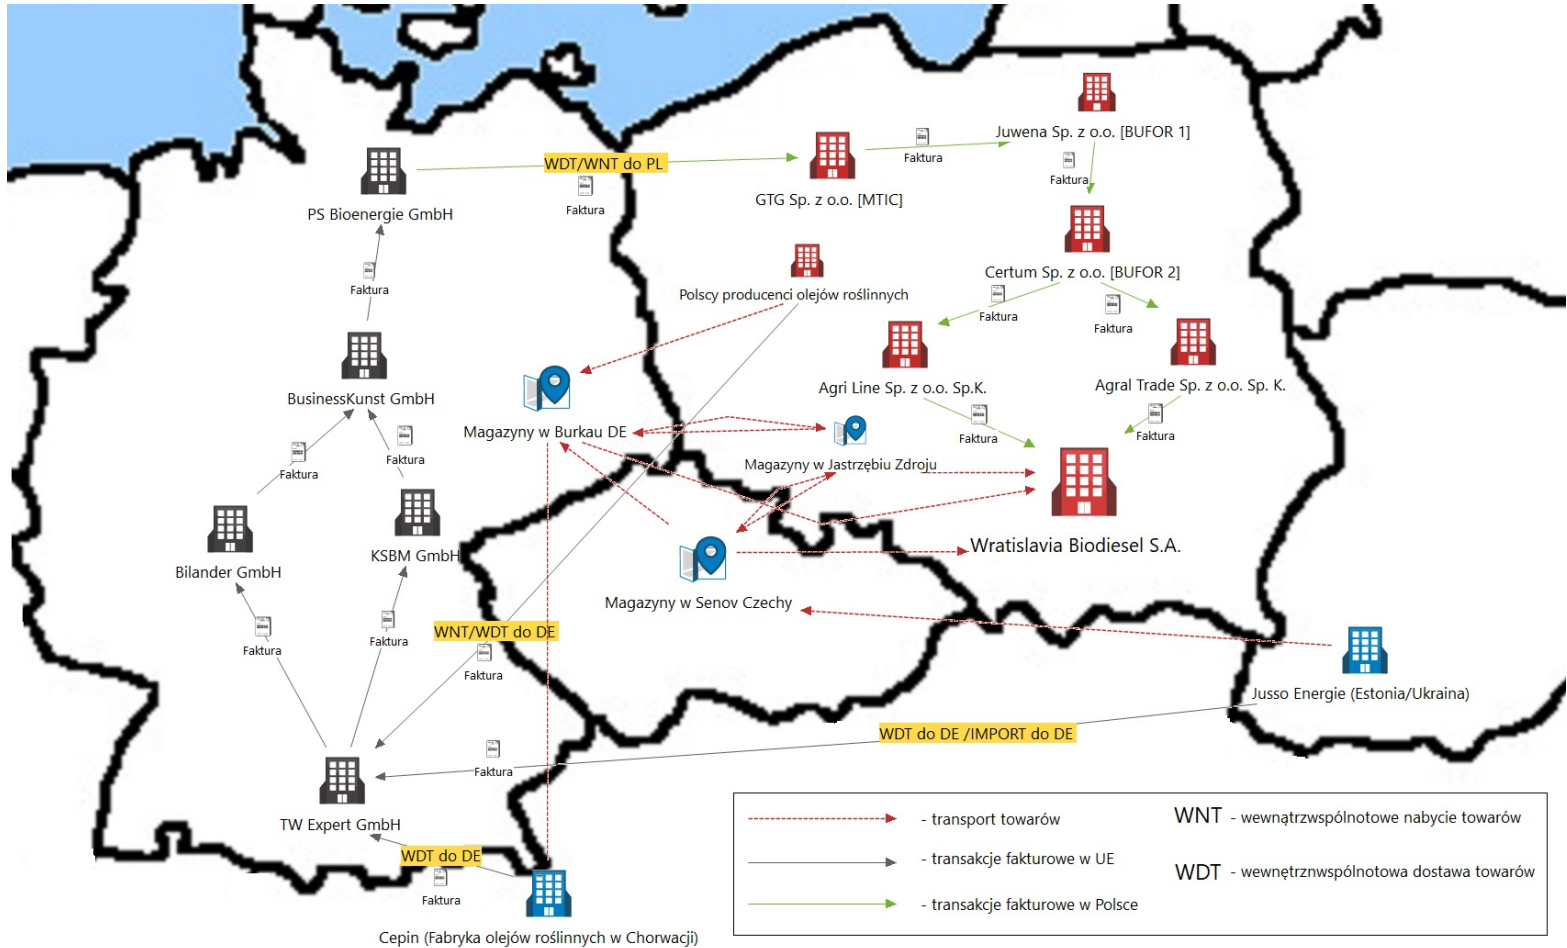 Juwena Sp. z o.o. [BUFOR 1]
Faktura
WDT/WNT do PL
Faktura
Faktura
GTG Sp. z o.o. [MTIC]
PS Bioenergie GmbH
Faktura
Certum Sp. z o.o. [BUFOR 2]
Polscy producenci olejów roślinnych
Faktura
Faktura
Faktura
Agri Line Sp. z o.o. Sp.K.
Agral Trade Sp. z o.o. Sp. K.
BusinessKunst GmbH
Magazyny w Burkau DE
Faktura
Faktura
Faktura
Faktura
Magazyny w Jastrzębiu Zdroju
Wratislavia Biodiesel S.A.
KSBM GmbH
Bilander GmbH
Magazyny w Senov Czechy
WNT/WDT do DE
Faktura
Faktura
Faktura
Jusso Energie (Estonia/Ukraina)
WDT do DE /IMPORT do DE
Faktura
TW Expert GmbH
WDT do DE
Faktura
Cepin (Fabryka olejów roślinnych w Chorwacji)
- transport towarów
- transakcje fakturowe w UE
- transakcje fakturowe w Polsce
WNT - wewnątrzwspólnotowe nabycie towarów
WDT - wewnętrznwspólnotowa dostawa towarów